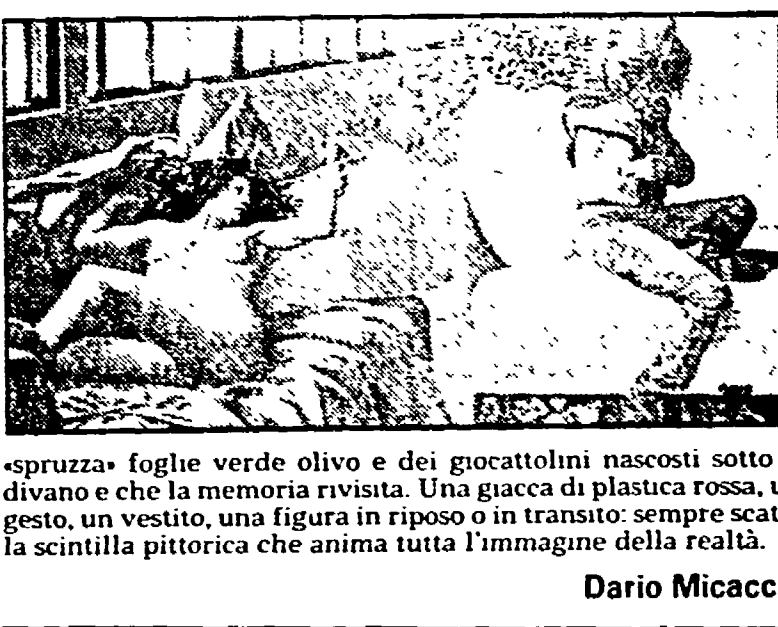 «spruzza» foglie verde olivo e dei giocattolini nascosti sotto
divano e che la memoria rivisita. Una giacca di plastica rossa, u
gesto, un vestito, una figura in riposo o in transito: sempre scat
la scintilla pittorica che anima tutta l'immagine della realtà.
Dario Micacc